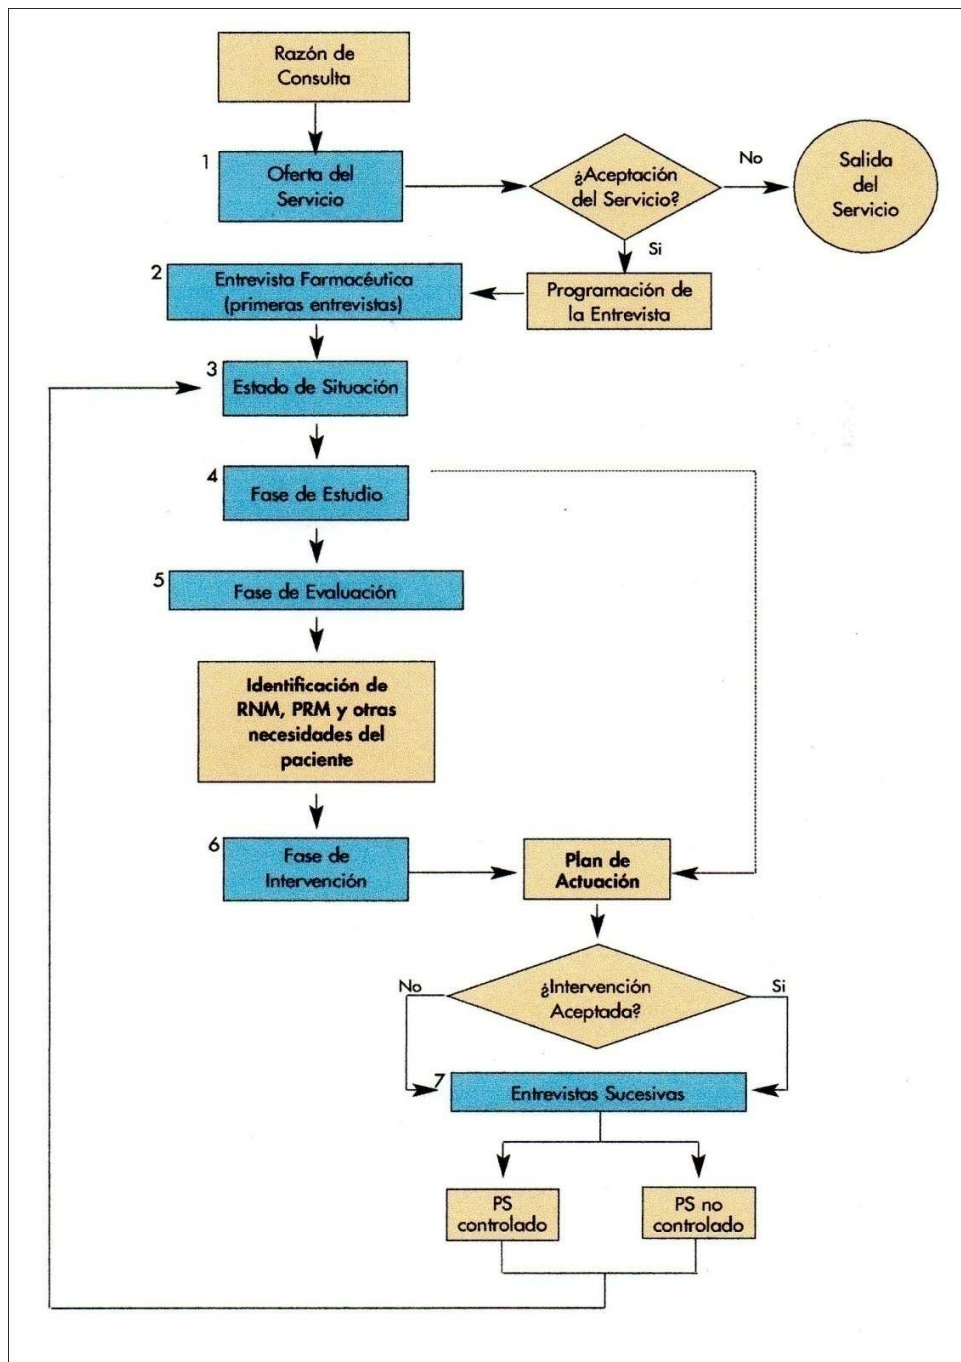 Razón de
Consulta
1
Oferta del
Servicio
¿Aceptación
del Servicio?
No
Salida
del
Servicio
Si
2
Entrevista Farmacéutica
(primeras entrevistas)
Programación de
la Entrevista
3
Estado de Situación
4
Fase de Estudio
5
Fase de Evaluación
Identificación de
RNM, PRM y otras
necesidades del
paciente
6
Fase de
Intervención
Plan de
Actuación
No
¿Intervención
Aceptada?
Si
7
Entrevistas Sucesivas
PS
controlado
PS no
controlado